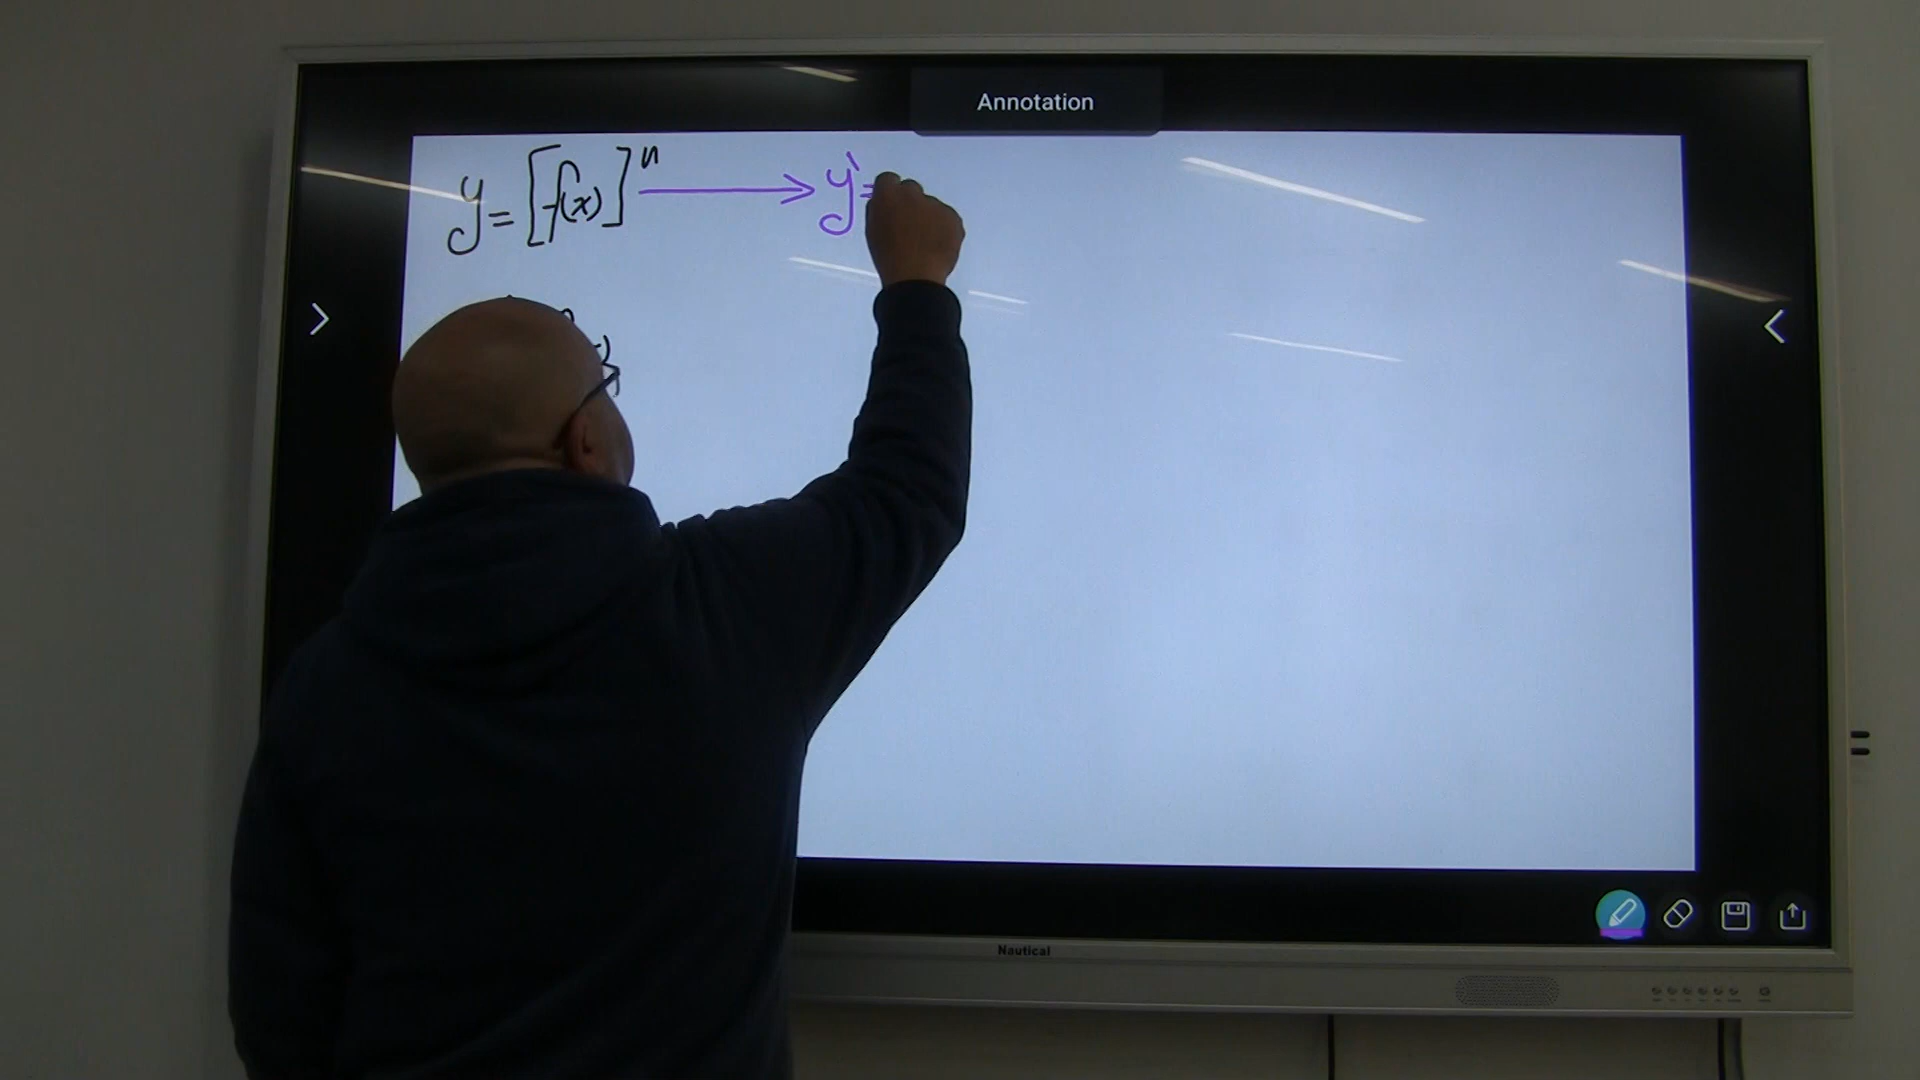 Annotation
y = [f(x)]ⁿ ⟶ y` =
Nautical